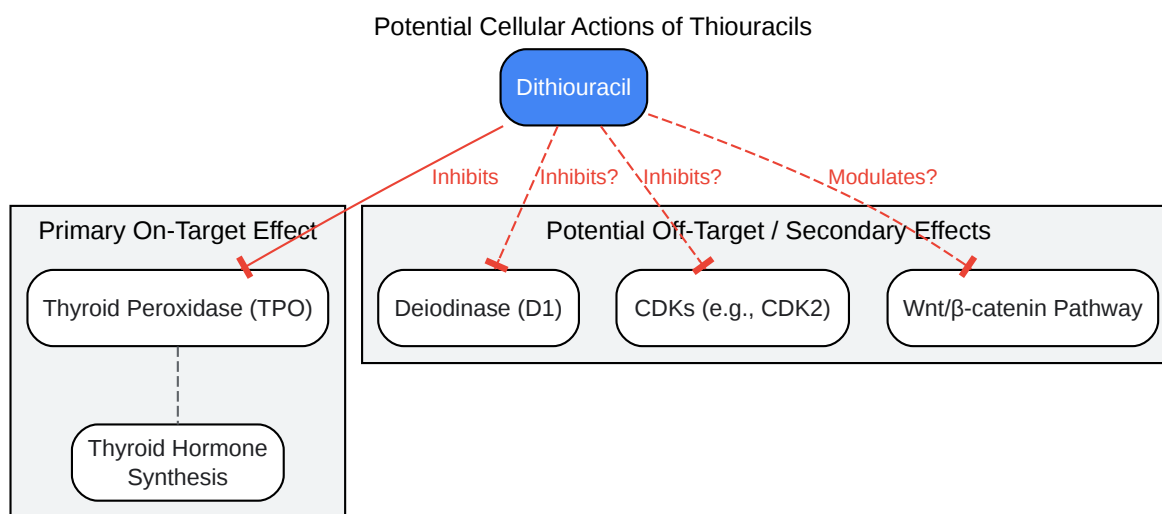 Potential Cellular Actions of Thiouracils
Dithiouracil
Inhibits
Inhibits?
Inhibits?
Modulates?
Primary On-Target Effect
Potential Off-Target / Secondary Effects
Thyroid Peroxidase (TPO)
Deiodinase (D1)
CDKs (e.g., CDK2)
Wnt/β-catenin Pathway
Thyroid Hormone
Synthesis